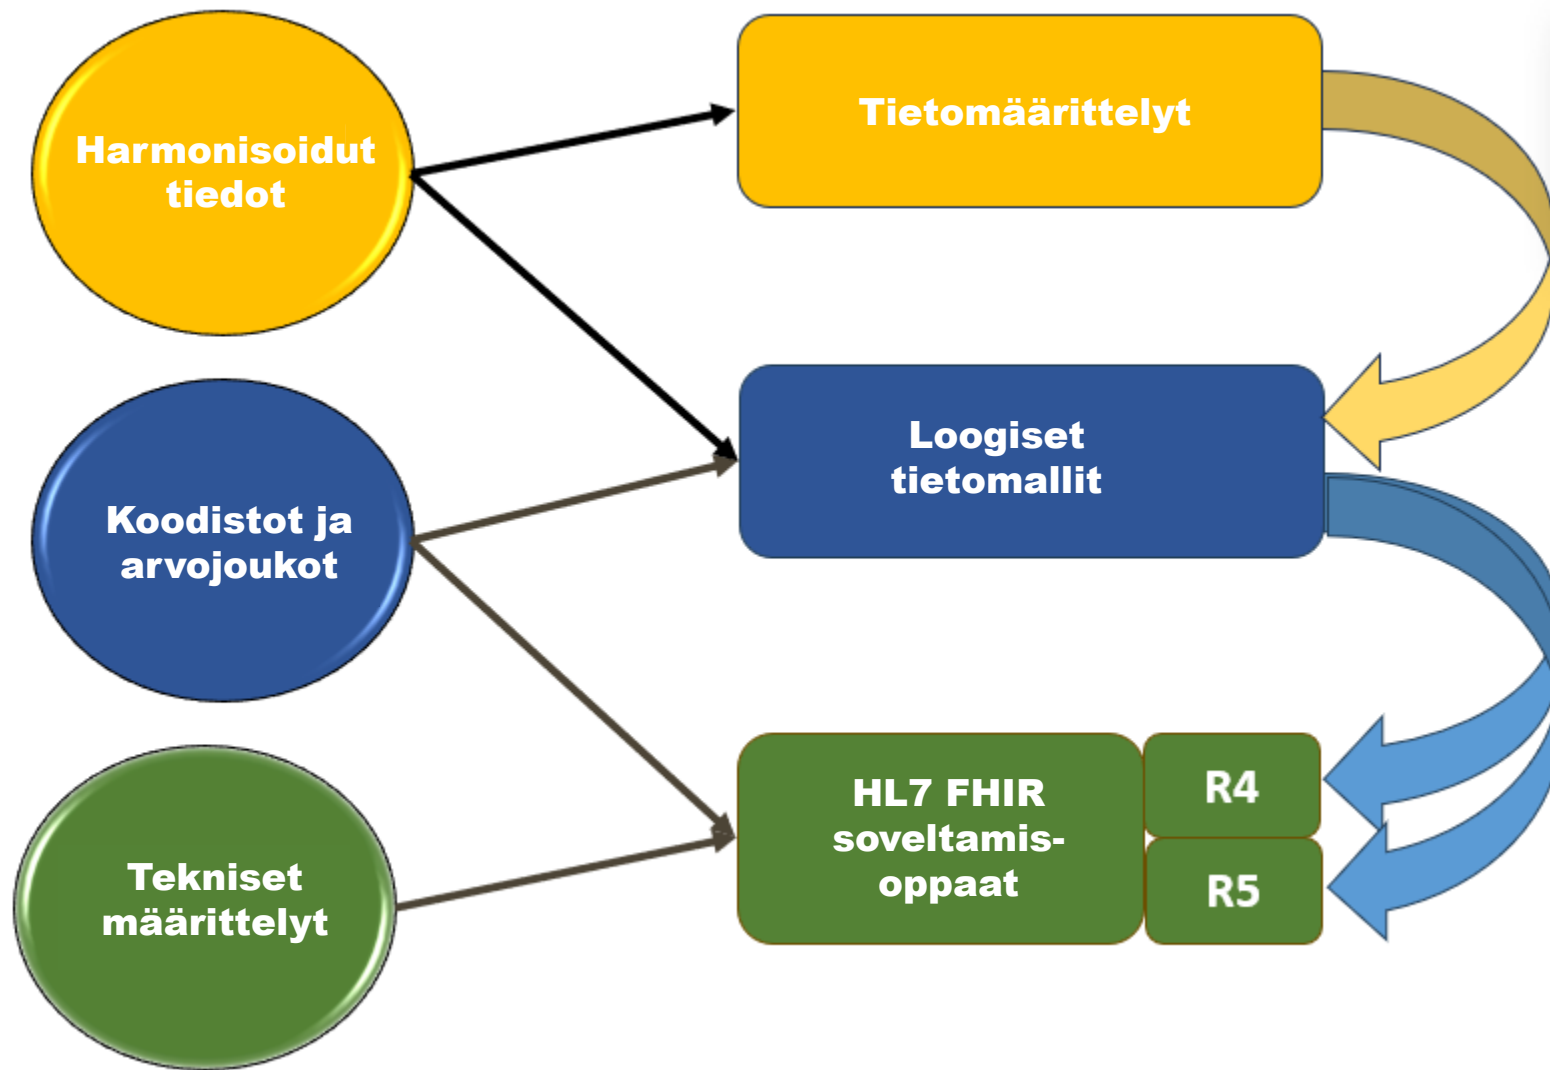 Harmonisoidut
tiedot
Tietomäärittelyt
Koodistot ja
arvojoukot
Loogiset
tietomallit
Tekniset
määrittelyt
HL7 FHIR
soveltamis-
oppaat
R4
R5